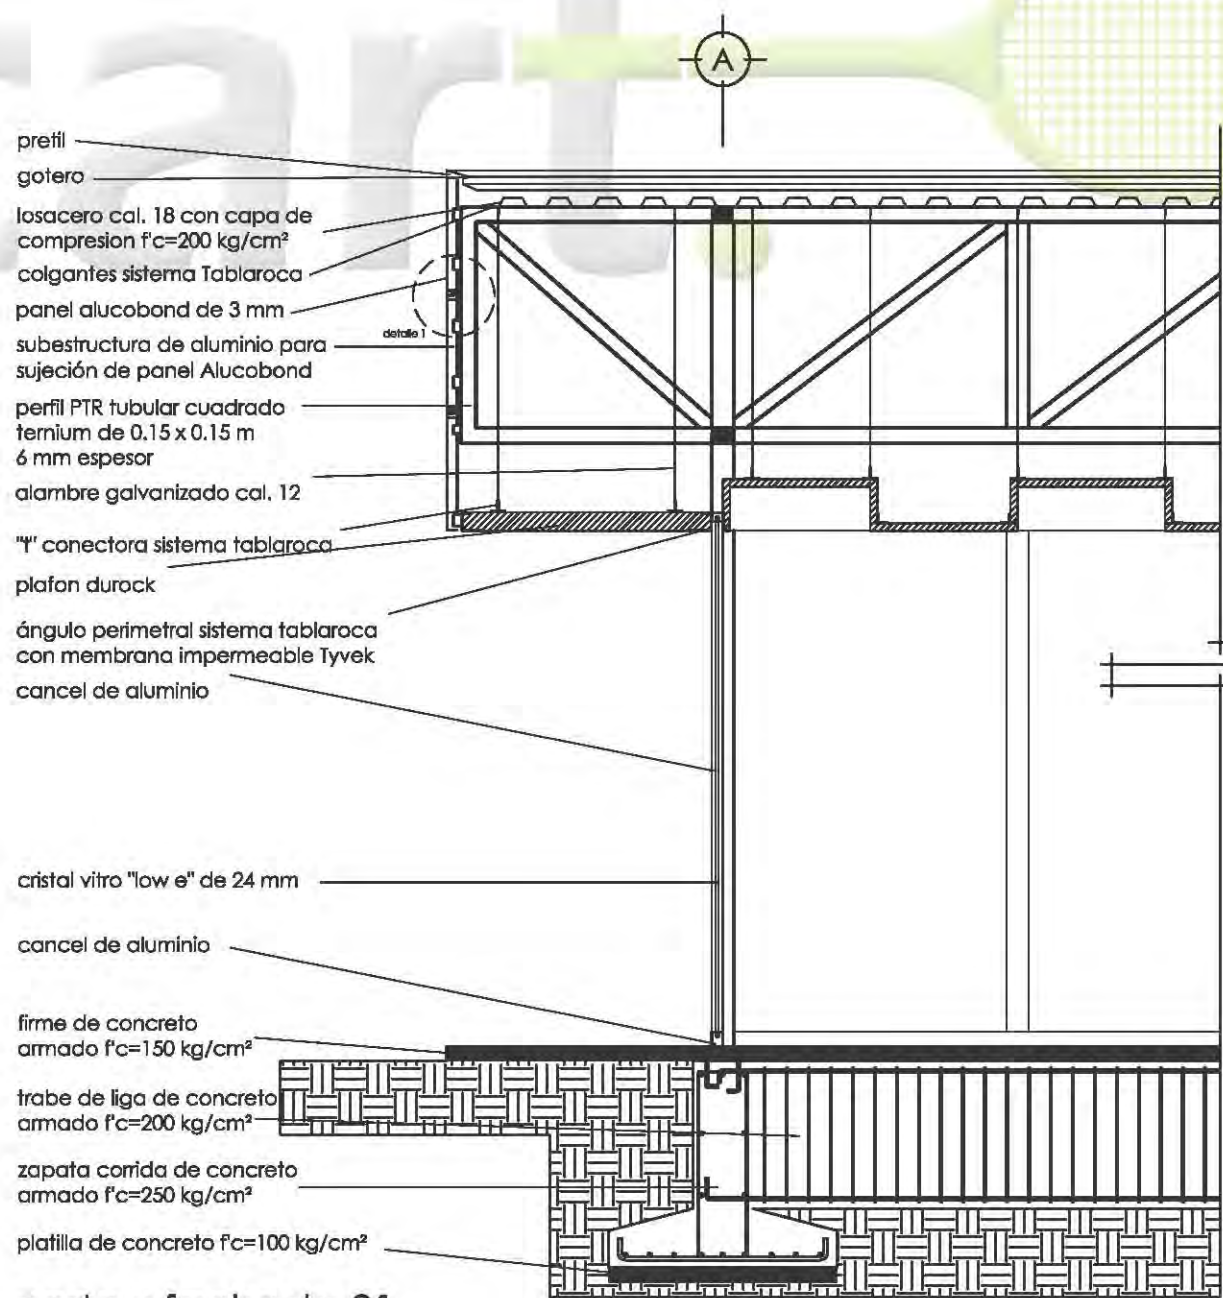 art.
A
pretil
gotero
losacero cal. 18 con capa de
compresion f'c=200 kg/cm²
colgantes sistema Tablaroca
panel alucobond de 3 mm
detalle 1
subestructura de aluminio para
sujeción de panel Alucobond
perfil PTR tubular cuadrado
ternium de 0.15 x 0.15 m
6 mm espesor
alambre galvanizado cal. 12
"t" conectora sistema tablaroca
plafon durock
ángulo perimetral sistema tablaroca
con membrana impermeable Tyvek
cancel de aluminio
cristal vitro "low e" de 24 mm
cancel de aluminio
firme de concreto
armado f'c=150 kg/cm²
trabe de liga de concreto
armado f'c=200 kg/cm²
zapata corrida de concreto
armado f'c=250 kg/cm²
platilla de concreto f'c=100 kg/cm²